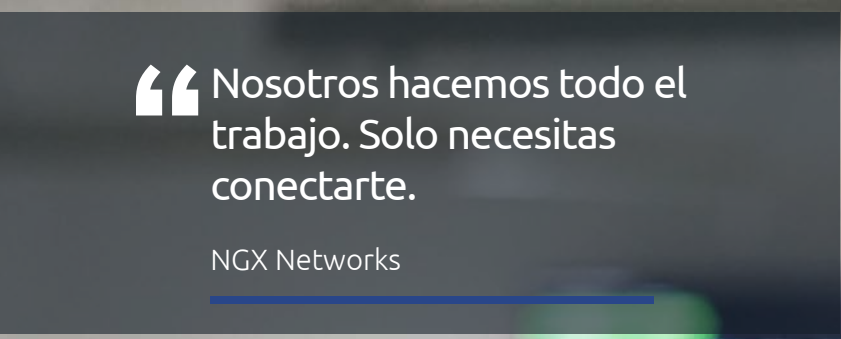 “Nosotros hacemos todo el
trabajo. Solo necesitas
conectarte.
NGX Networks